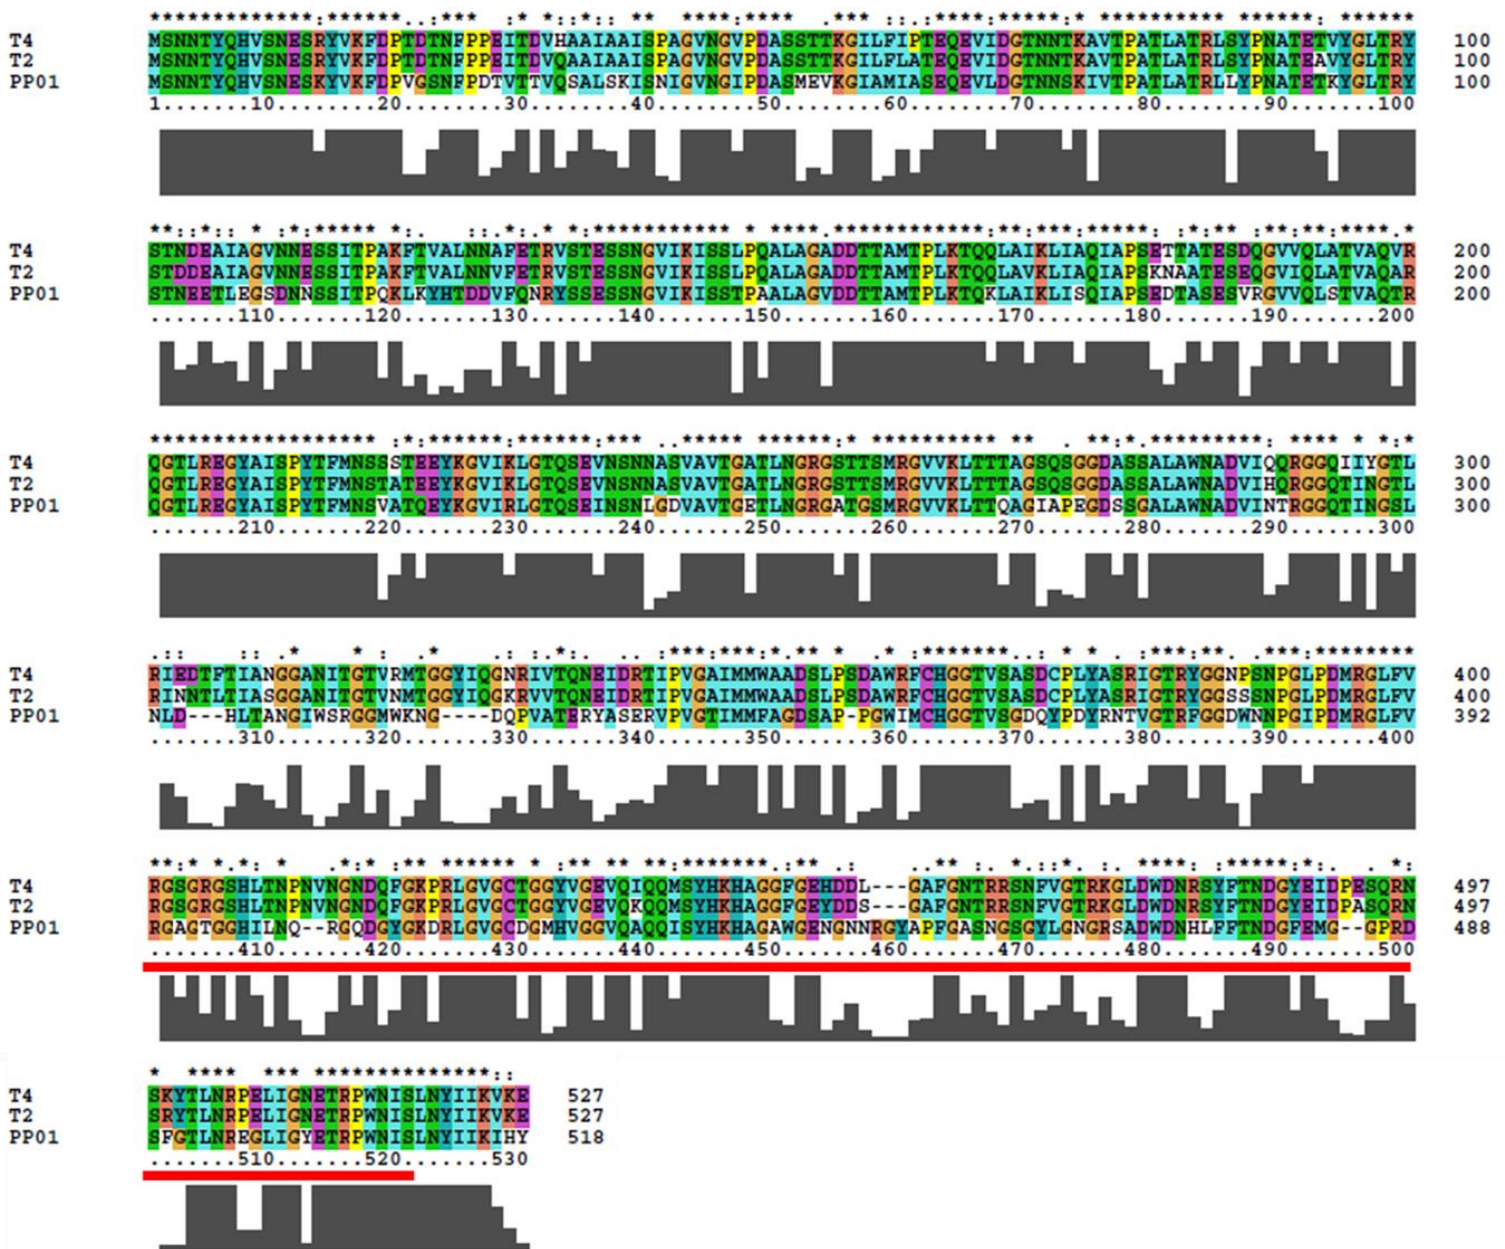 T4 MSNNTYQHVSNESRYVKFDPTDTNFPPEITDVHAAIAAISPAGVNGVPDASSTTKGILFIPTEQEVIDGTNNTKAVTPATLATRLSYPNATETVYGLTRY 100
T2 MSNNTYQHVSNESRYVKFDPTDTNFPPEITDVQAAIAAISPAGVNGVPDASSTTKGILFLATEQEVIDGTNNTKAVTPATLATRLSYPNATEAVYGLTRY 100
PP01 MSNNTYQHVSNESKYVKFDPVGSNFPDTVTTVQSALSKISNIGVNGIPDASMEVKGIAMIASEQEVLDGTNNSKIVTPATLATRLLYPNATETKYGLTRY 100
1.......10........20........30........40........50........60........70........80........90.......100
T4 STNDEAIAGVNNESSITPAKFTVALNNAFETRVSTESSNGVIKISSLPQALAGADDTTAMTPLKTQQLAIKLIAQIAPSETTATESDQGVVQLATVAQVR 200
T2 STDDEAIAGVNNESSITPAKFTVALNNVFETRVSTESSNGVIKISSLPQALAGADDTTAMTPLKTQQLAVKLIAQIAPSKNAATESEQGVIQLATVAQAR 200
PP01 STNEETLEGSDNNSSITPQKLKYHTDDVFQNRYSSESSNGVIKISSTPAALAGVDDTTAMTPLKTQKLAIKLISQIAPSEDTASESVRGVVQLSTVAQTR 200
.......110.......120.......130.......140.......150.......160.......170.......180.......190.......200
T4 QGTLREGYAISPYTFMNSSSTEEYKGVIKLGTQSEVNSNNASVAVTGATLNGRGSTTSMRGVVKLTTTAGSQSGGDASSALAWNADVIQQRGGQIIYGTL 300
T2 QGTLREGYAISPYTFMNSTATEEYKGVIKLGTQSEVNSNNASVAVTGATLNGRGSTTSMRGVVKLTTTAGSQSGGDASSALAWNADVIHQRGGQTINGTL 300
PP01 QGTLREGYAISPYTFMNSVATQEYKGVIRLGTQSEINSNLGDVAVTGETLNGRGATGSMRGVVKLTTQAGIAPEGDSSGALAWNADVINTRGGQTINGSL 300
.......210.......220.......230.......240.......250.......260.......270.......280.......290.......300
T4 RIEDTFTIANGGANITGTVRMTGGYIQGNRIVTQNEIDRTIPVGAIMMWAADSLPSDAWRFCHGGTVSASDCPLYASRIGTRYGGNPSNPGLPDMRGLFV 400
T2 RINNTLTIASGGANITGTVNMTGGYIQGKRVVTQNEIDRTIPVGAIMMWAADSLPSDAWRFCHGGTVSASDCPLYASRIGTRYGGSSSNPGLPDMRGLFV 400
PP01 NLD---HLTANGIWSRGGMWKNG----DQPVATERYASERVPVGTIMMFAGDSAP-PGWIMCHGGTVSGDQYPDYRNTVGTRFGGDWNNPGIPDMRGLFV 392
.......310.......320.......330.......340.......350.......360.......370.......380.......390.......400
T4 RGSGRGSHLTNPNVNGNDQFGKPRLGVGCTGGYVGEVQIQQMSYHKHAGGFGEHDDL---GAFGNTRRSNFVGTRKGLDWDNRSYFTNDGYEIDPESQRN 497
T2 RGSGRGSHLTNPNVNGNDQFGKPRLGVGCTGGYVGEVQKQQMSYHKHAGGFGEYDDS---GAFGNTRRSNFVGTRKGLDWDNRSYFTNDGYEIDPASQRN 497
PP01 RGAGTGGHILNQ--RGQDGYGKDRLGVGCDGMHVGGVQAQQISYHKHAGAWGENGNNRGYAPFGASNGSGYLGNGRSADWDNHLFFTNDGFEMG--GPRD 488
.......410.......420.......430.......440.......450.......460.......470.......480.......490.......500
T4 SKYTLNRPELIGNETRPWNISLNYIIKVKE 527
T2 SRYTLNRPELIGNETRPWNISLNYIIKVKE 527
PP01 SFGTLNREGLIGYETRPWNISLNYIIKIHY 518
.......510.......520.......530